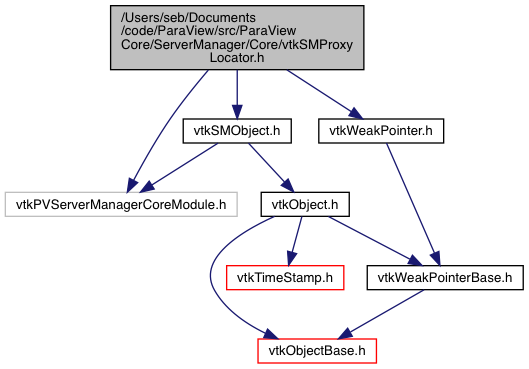 /Users/seb/Documents
/code/ParaView/src/ParaView
Core/ServerManager/Core/vtkSMProxy
Locator.h
vtkSMObject.h
vtkWeakPointer.h
vtkPVServerManagerCoreModule.h
vtkObject.h
vtkTimeStamp.h
vtkWeakPointerBase.h
vtkObjectBase.h